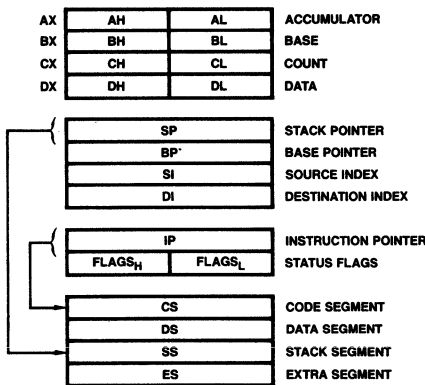 AX AH AL ACCUMULATOR
BX BH BL BASE
CX CH CL COUNT
DX DH DL DATA
SP STACK POINTER
BP BASE POINTER
SI SOURCE INDEX
DI DESTINATION INDEX
IP INSTRUCTION POINTER
FLAGSH FLAGSL STATUS FLAGS
CS CODE SEGMENT
DS DATA SEGMENT
SS STACK SEGMENT
ES EXTRA SEGMENT